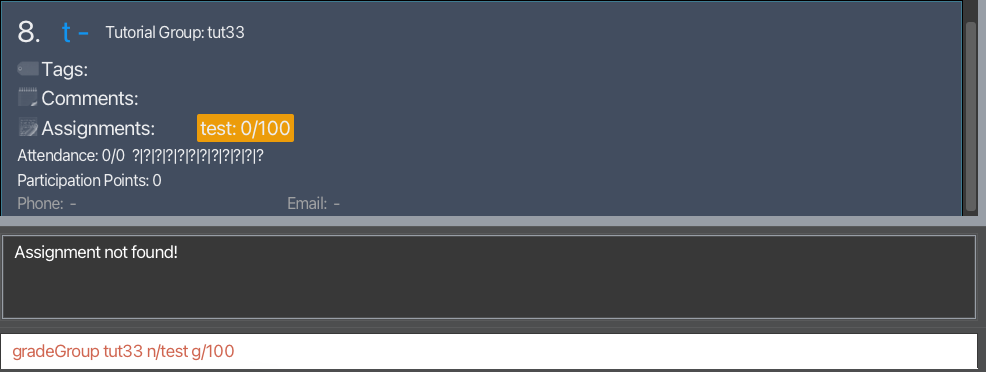 8. t - Tutorial Group: tut33
Tags:
Comments:
Assignments: test: 0/100
Attendance: 0/0 ?|?|?|?|?|?|?|?|?|?|?|?
Participation Points: 0
Phone: - Email: -
Assignment not found!
gradeGroup tut33 n/test g/100